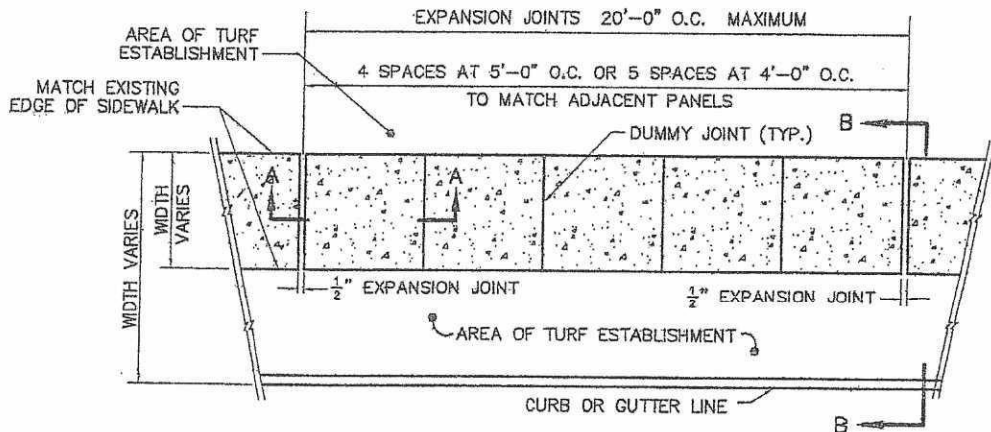 EXPANSION JOINTS 20'-0" O.C. MAXIMUM
AREA OF TURF
ESTABLISHMENT
4 SPACES AT 5'-0" O.C. OR 5 SPACES AT 4'-0" O.C.
MATCH EXISTING
EDGE OF SIDEWALK
TO MATCH ADJACENT PANELS
B
DUMMY JOINT (TYP.)
A
A
WIDTH VARIES
WIDTH
VARIES
1/2" EXPANSION JOINT
1/2" EXPANSION JOINT
AREA OF TURF ESTABLISHMENT
CURB OR GUTTER LINE
B